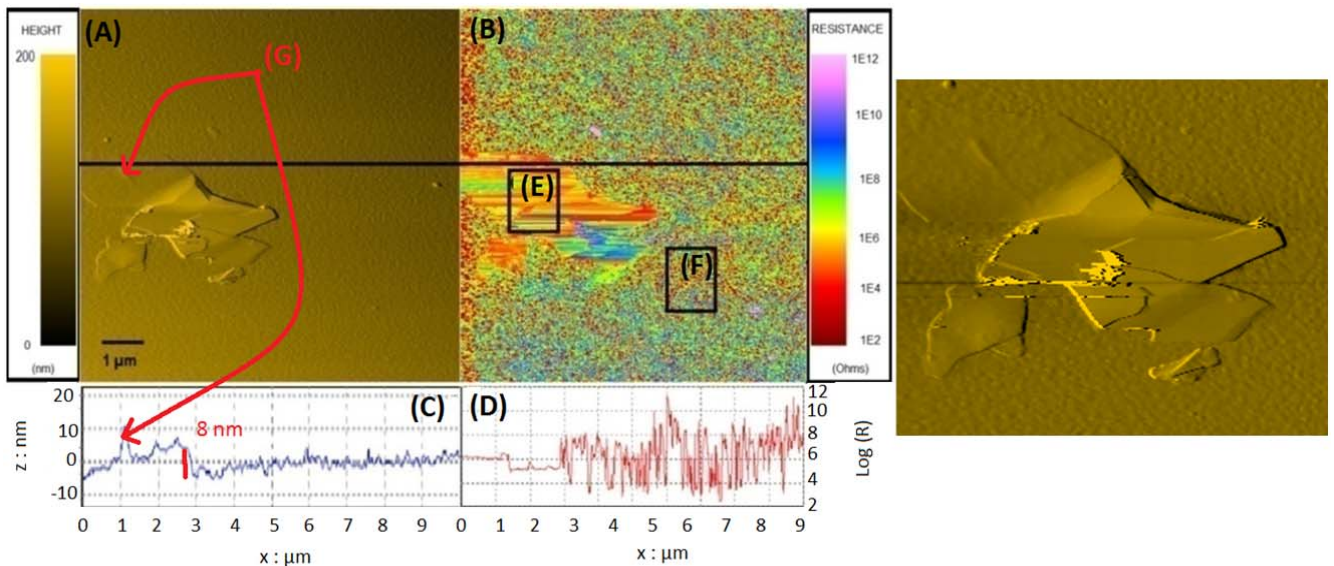 HEIGHT
200
0
(nm)
(A)
(G)
1 µm
(B)
(E)
(F)
RESISTANCE
1E12
1E10
1E8
1E6
1E4
1E2
(Ohms)
z : nm
20
10
0
-10
8 nm
(C)
0 1 2 3 4 5 6 7 8 9
x : µm
(D)
12
10
8
6
4
2
Log (R)
0 1 2 3 4 5 6 7 8 9
x : µm